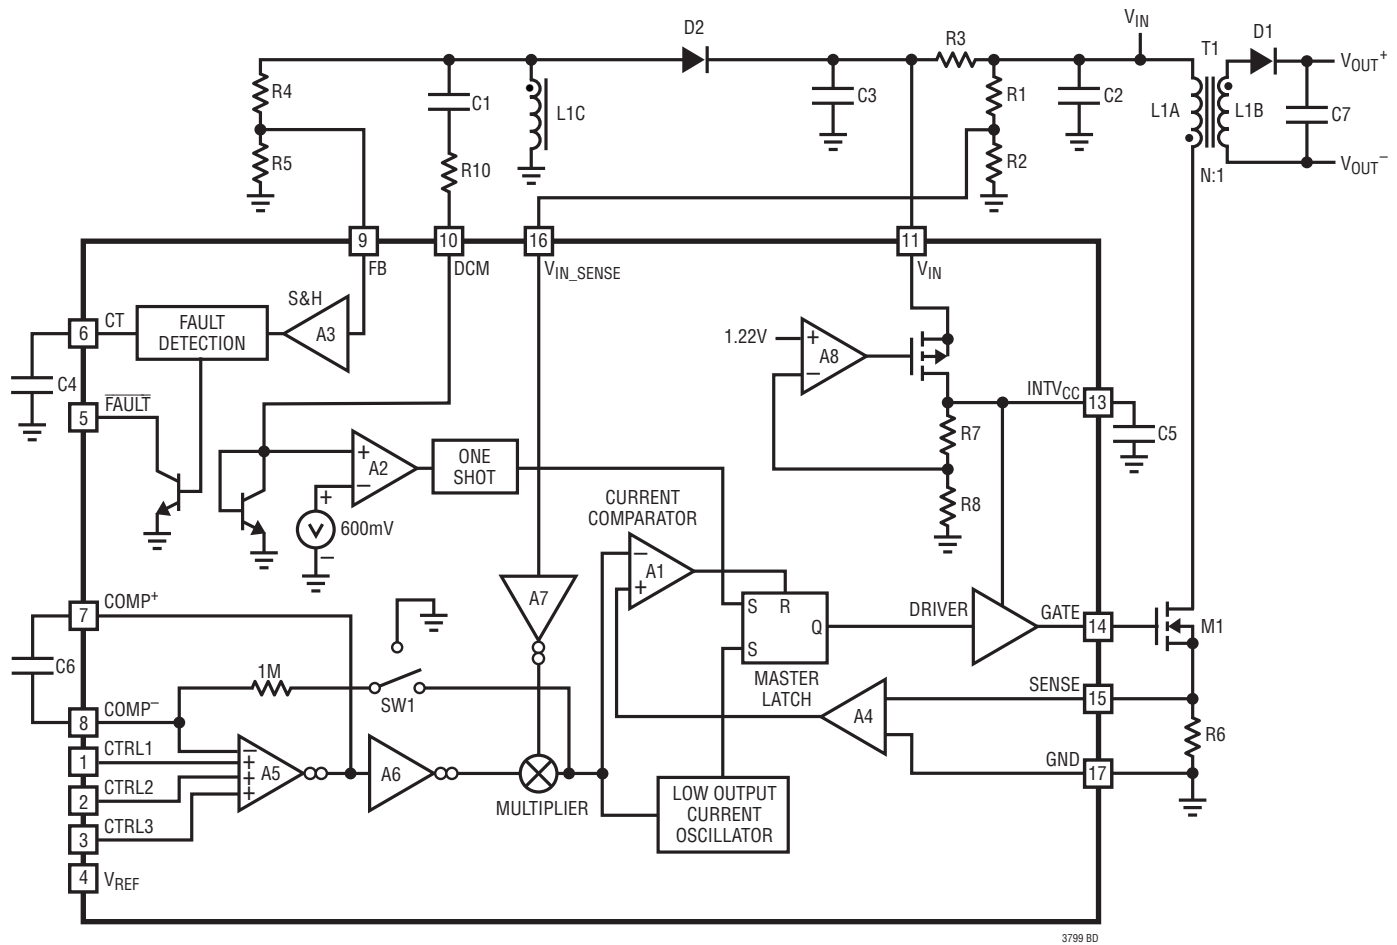 V_IN
D2
R3
T1
D1
V_OUT^+
R4
C1
L1C
C3
R1
C2
L1A
L1B
C7
R5
R10
R2
N:1
V_OUT^–
9
10
16
11
FB
DCM
V_IN_SENSE
V_IN
S&H
6
CT
FAULT
DETECTION
A3
1.22V
+
A8
–
C4
5
F̅A̅U̅L̅T̅
INTV_CC
13
C5
R7
+
A2
–
ONE
SHOT
R8
+
600mV
–
CURRENT
COMPARATOR
–
A1
+
7
COMP^+
A7
S
R
Q
S
DRIVER
GATE
14
M1
C6
1M
SW1
MASTER
LATCH
SENSE
15
8
COMP^–
A4
R6
1
CTRL1
–
+
+
+
A5
A6
GND
17
2
CTRL2
MULTIPLIER
LOW OUTPUT
CURRENT
OSCILLATOR
3
CTRL3
4
V_REF
3799 BD